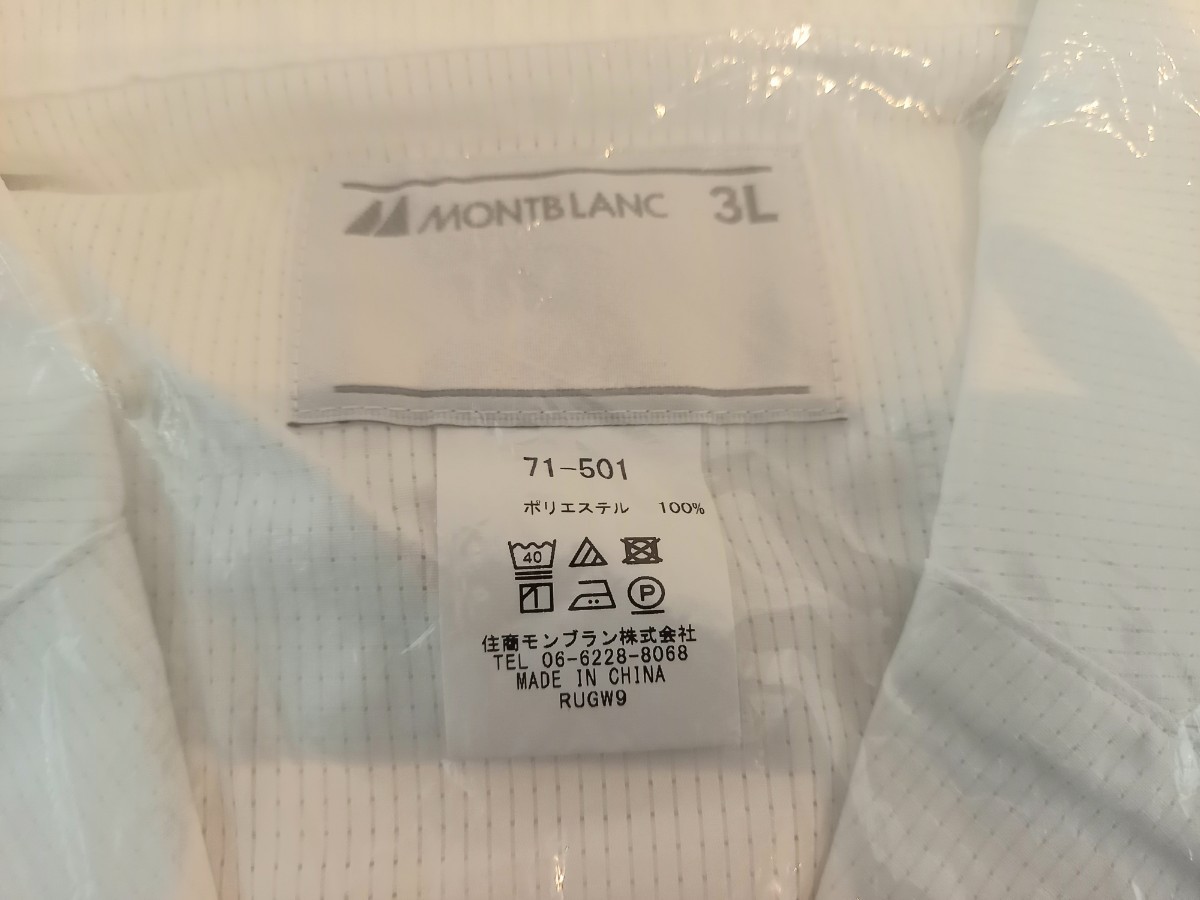 MONTBLANC 3L
71-501
ポリエステル 100%
40
P
住商モンブラン株式会社
TEL 06-6228-8068
MADE IN CHINA
RUGW9